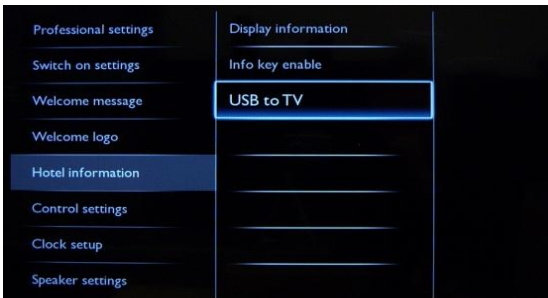 Professional settings
Switch on settings
Welcome message
Welcome logo
Hotel information
Control settings
Clock setup
Speaker settings
Display information
Info key enable
USB to TV